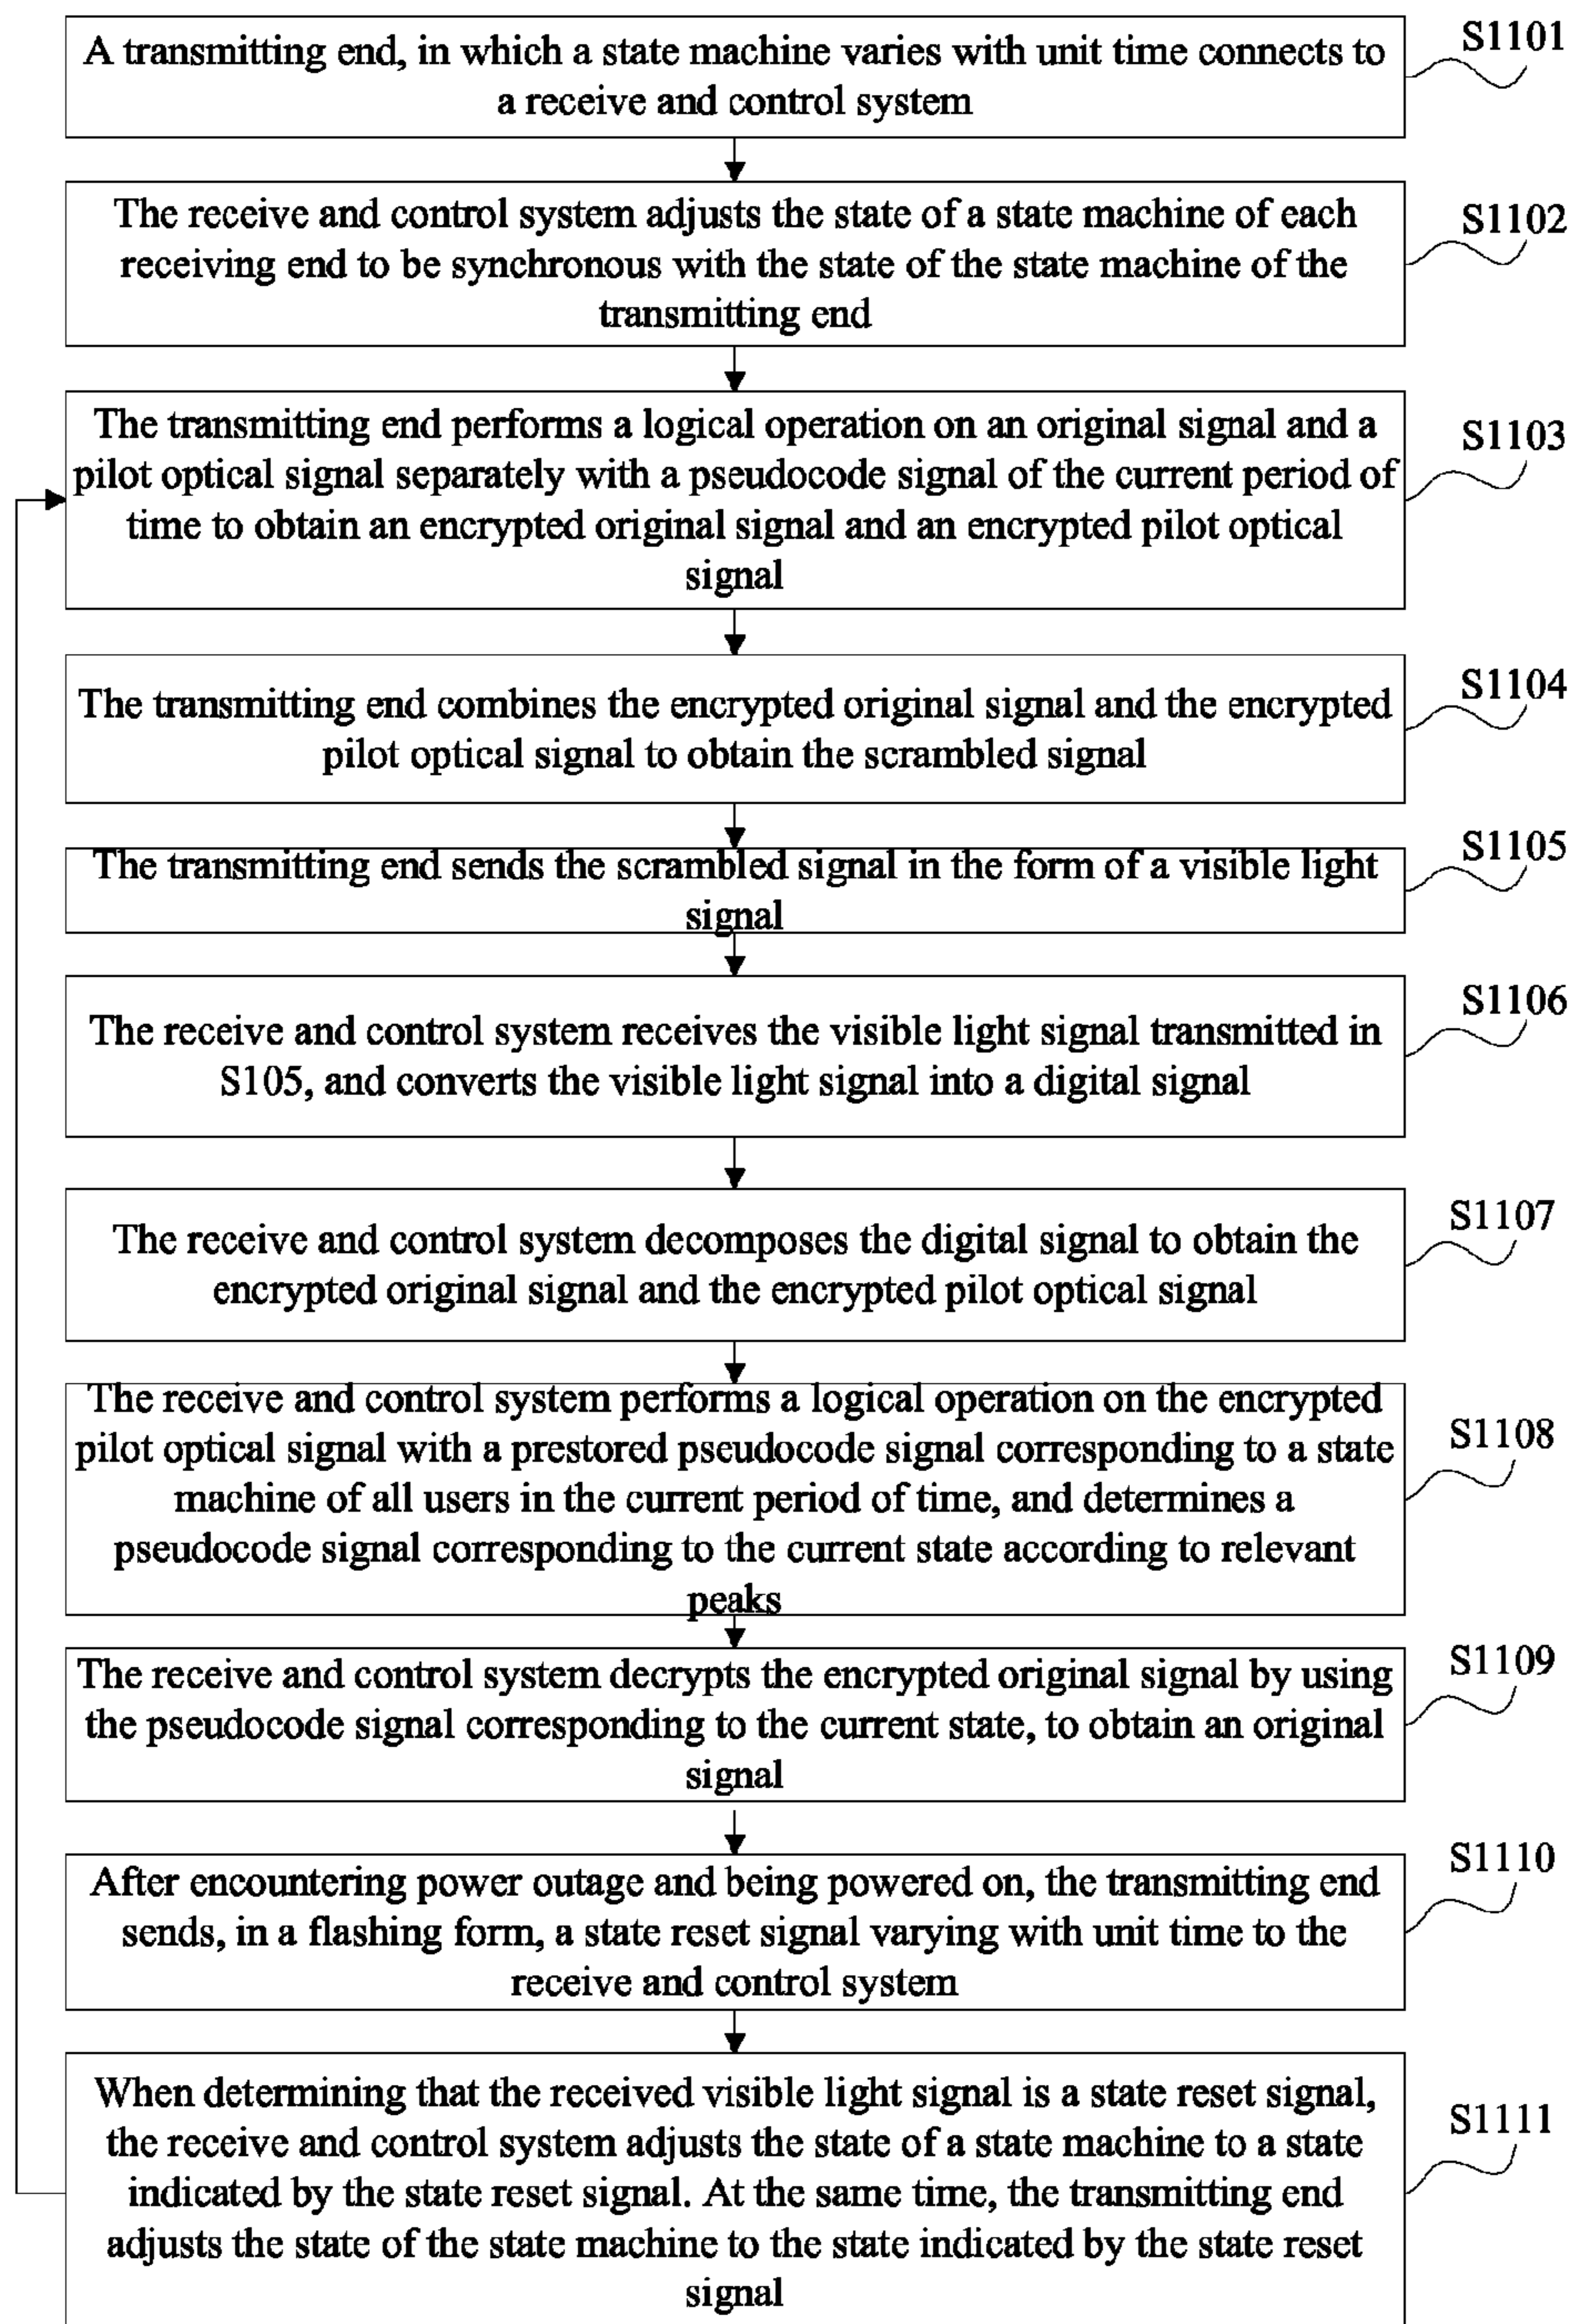 A transmitting end, in which a state machine varies with unit time connects to
a receive and control system
S1101
The receive and control system adjusts the state of a state machine of each
receiving end to be synchronous with the state of the state machine of the
transmitting end
S1102
The transmitting end performs a logical operation on an original signal and a
pilot optical signal separately with a pseudocode signal of the current period of
time to obtain an encrypted original signal and an encrypted pilot optical
signal
S1103
The transmitting end combines the encrypted original signal and the encrypted
pilot optical signal to obtain the scrambled signal
S1104
The transmitting end sends the scrambled signal in the form of a visible light
signal
S1105
The receive and control system receives the visible light signal transmitted in
S105, and converts the visible light signal into a digital signal
S1106
The receive and control system decomposes the digital signal to obtain the
encrypted original signal and the encrypted pilot optical signal
S1107
The receive and control system performs a logical operation on the encrypted
pilot optical signal with a prestored pseudocode signal corresponding to a state
machine of all users in the current period of time, and determines a
pseudocode signal corresponding to the current state according to relevant
peaks
S1108
The receive and control system decrypts the encrypted original signal by using
the pseudocode signal corresponding to the current state, to obtain an original
signal
S1109
After encountering power outage and being powered on, the transmitting end
sends, in a flashing form, a state reset signal varying with unit time to the
receive and control system
S1110
When determining that the received visible light signal is a state reset signal,
the receive and control system adjusts the state of a state machine to a state
indicated by the state reset signal. At the same time, the transmitting end
adjusts the state of the state machine to the state indicated by the state reset
signal
S1111